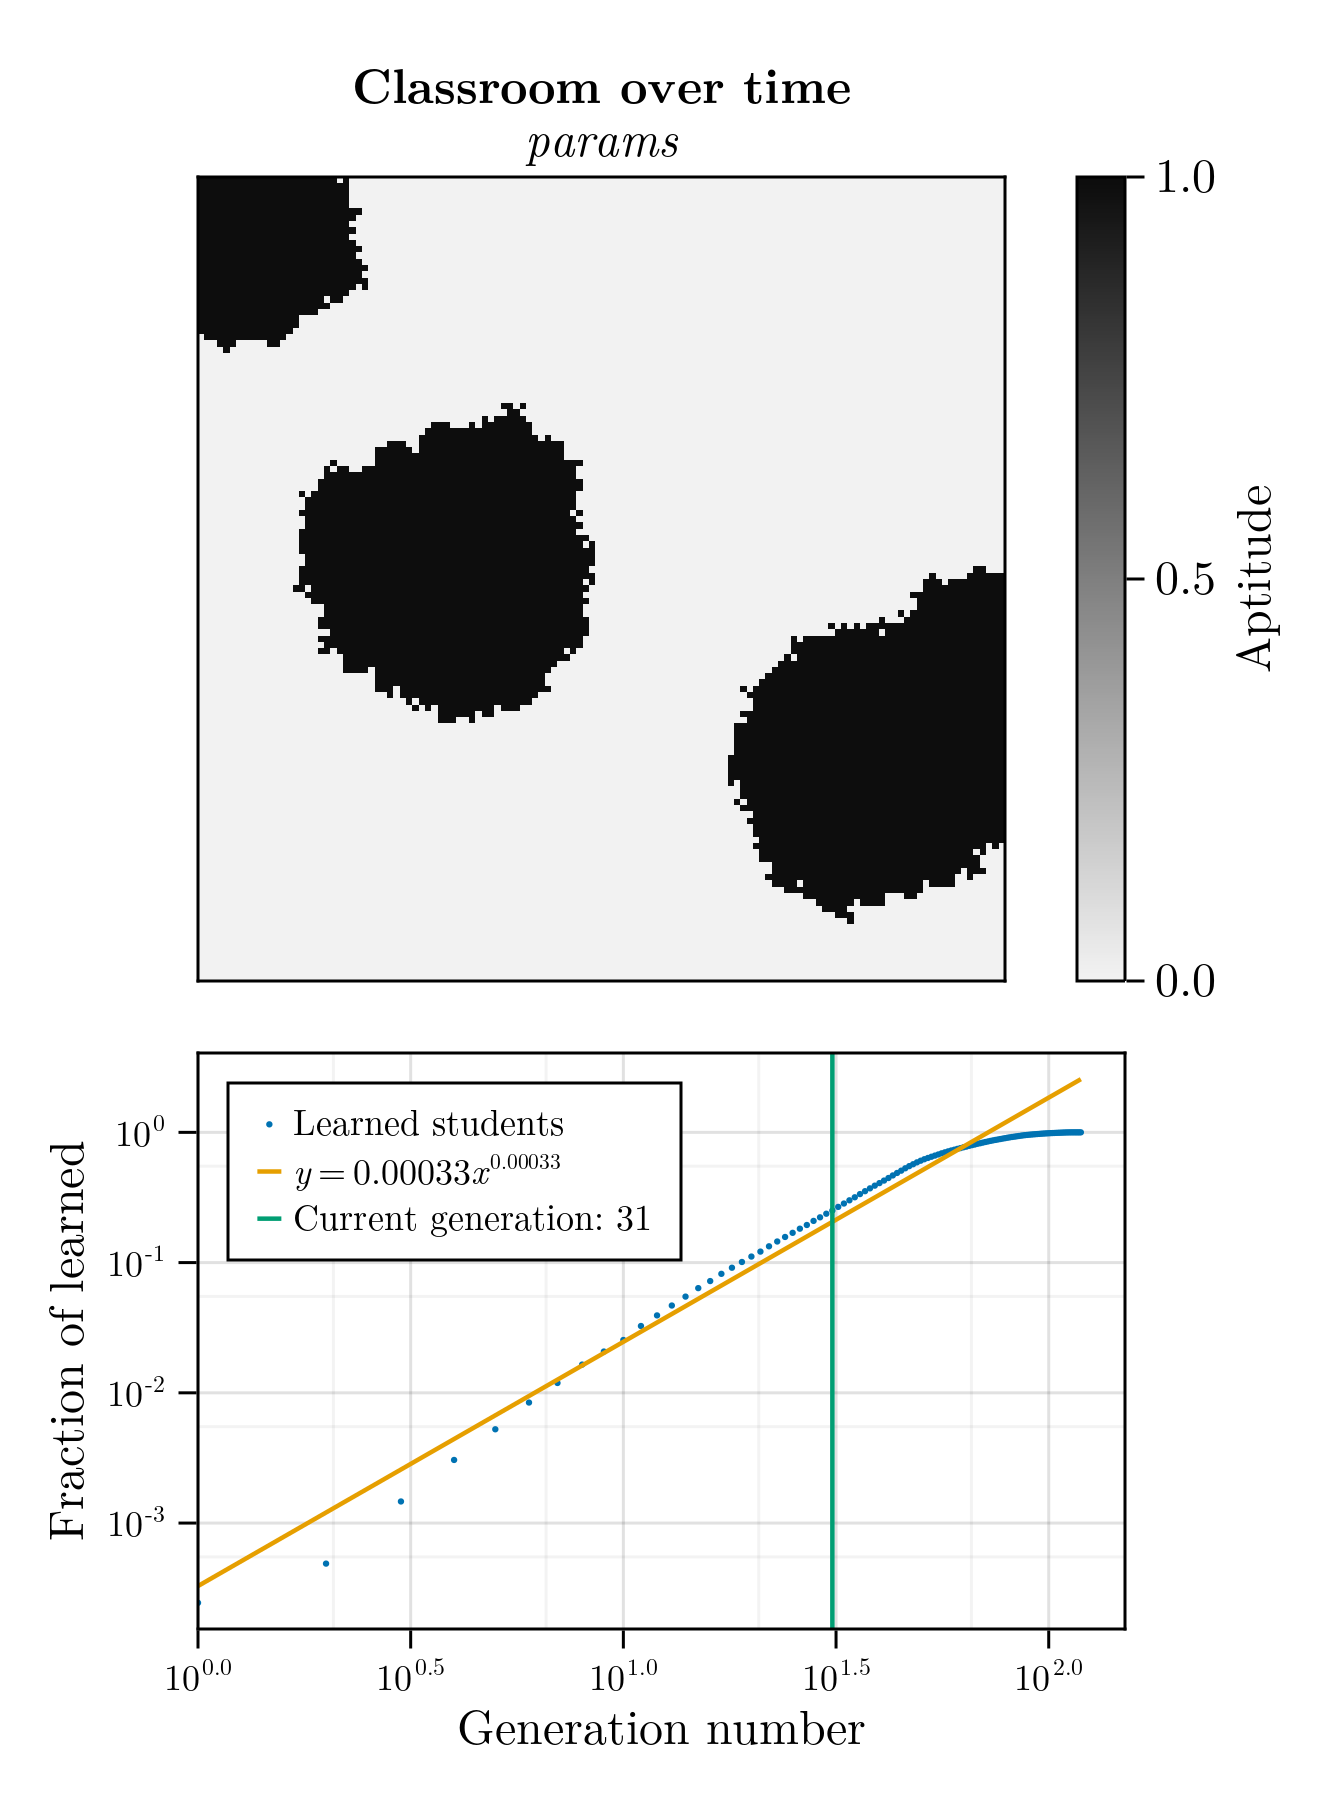 Classroom over time
params
1.0
0.5
0.0
Aptitude
Learned students
y = 0.00033x^{0.00033}
Current generation: 31
Fraction of learned
10^{0}
10^{-1}
10^{-2}
10^{-3}
10^{0.0} 10^{0.5} 10^{1.0} 10^{1.5} 10^{2.0}
Generation number